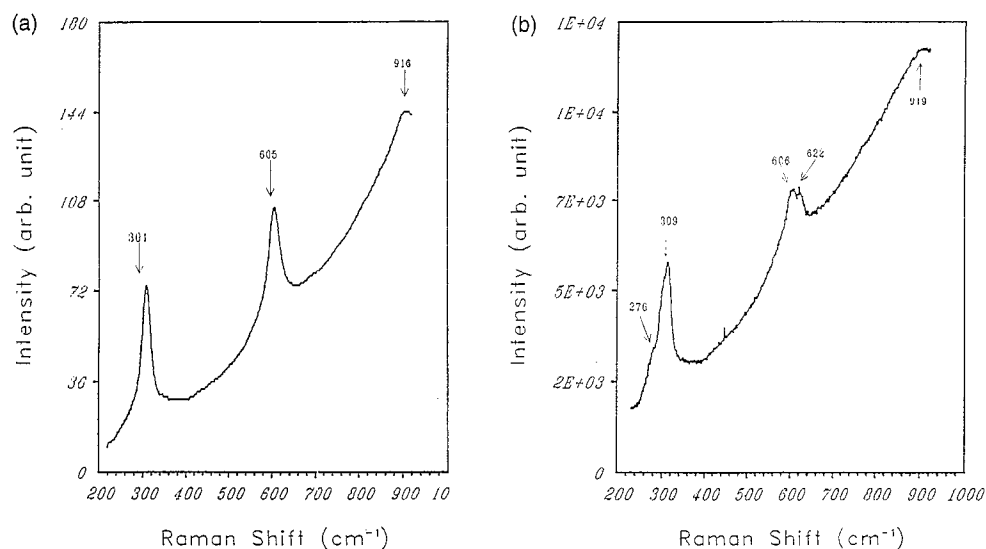 (a)
180
144
108
72
36
0
Intensity (arb. unit)
301
605
916
200 300 400 500 600 700 800 900 10
Raman Shift (cm⁻¹)
(b)
1E+04
1E+04
7E+03
5E+03
2E+03
0
Intensity (arb. unit)
276
309
606
622
919
200 300 400 500 600 700 800 900 1000
Raman Shift (cm⁻¹)